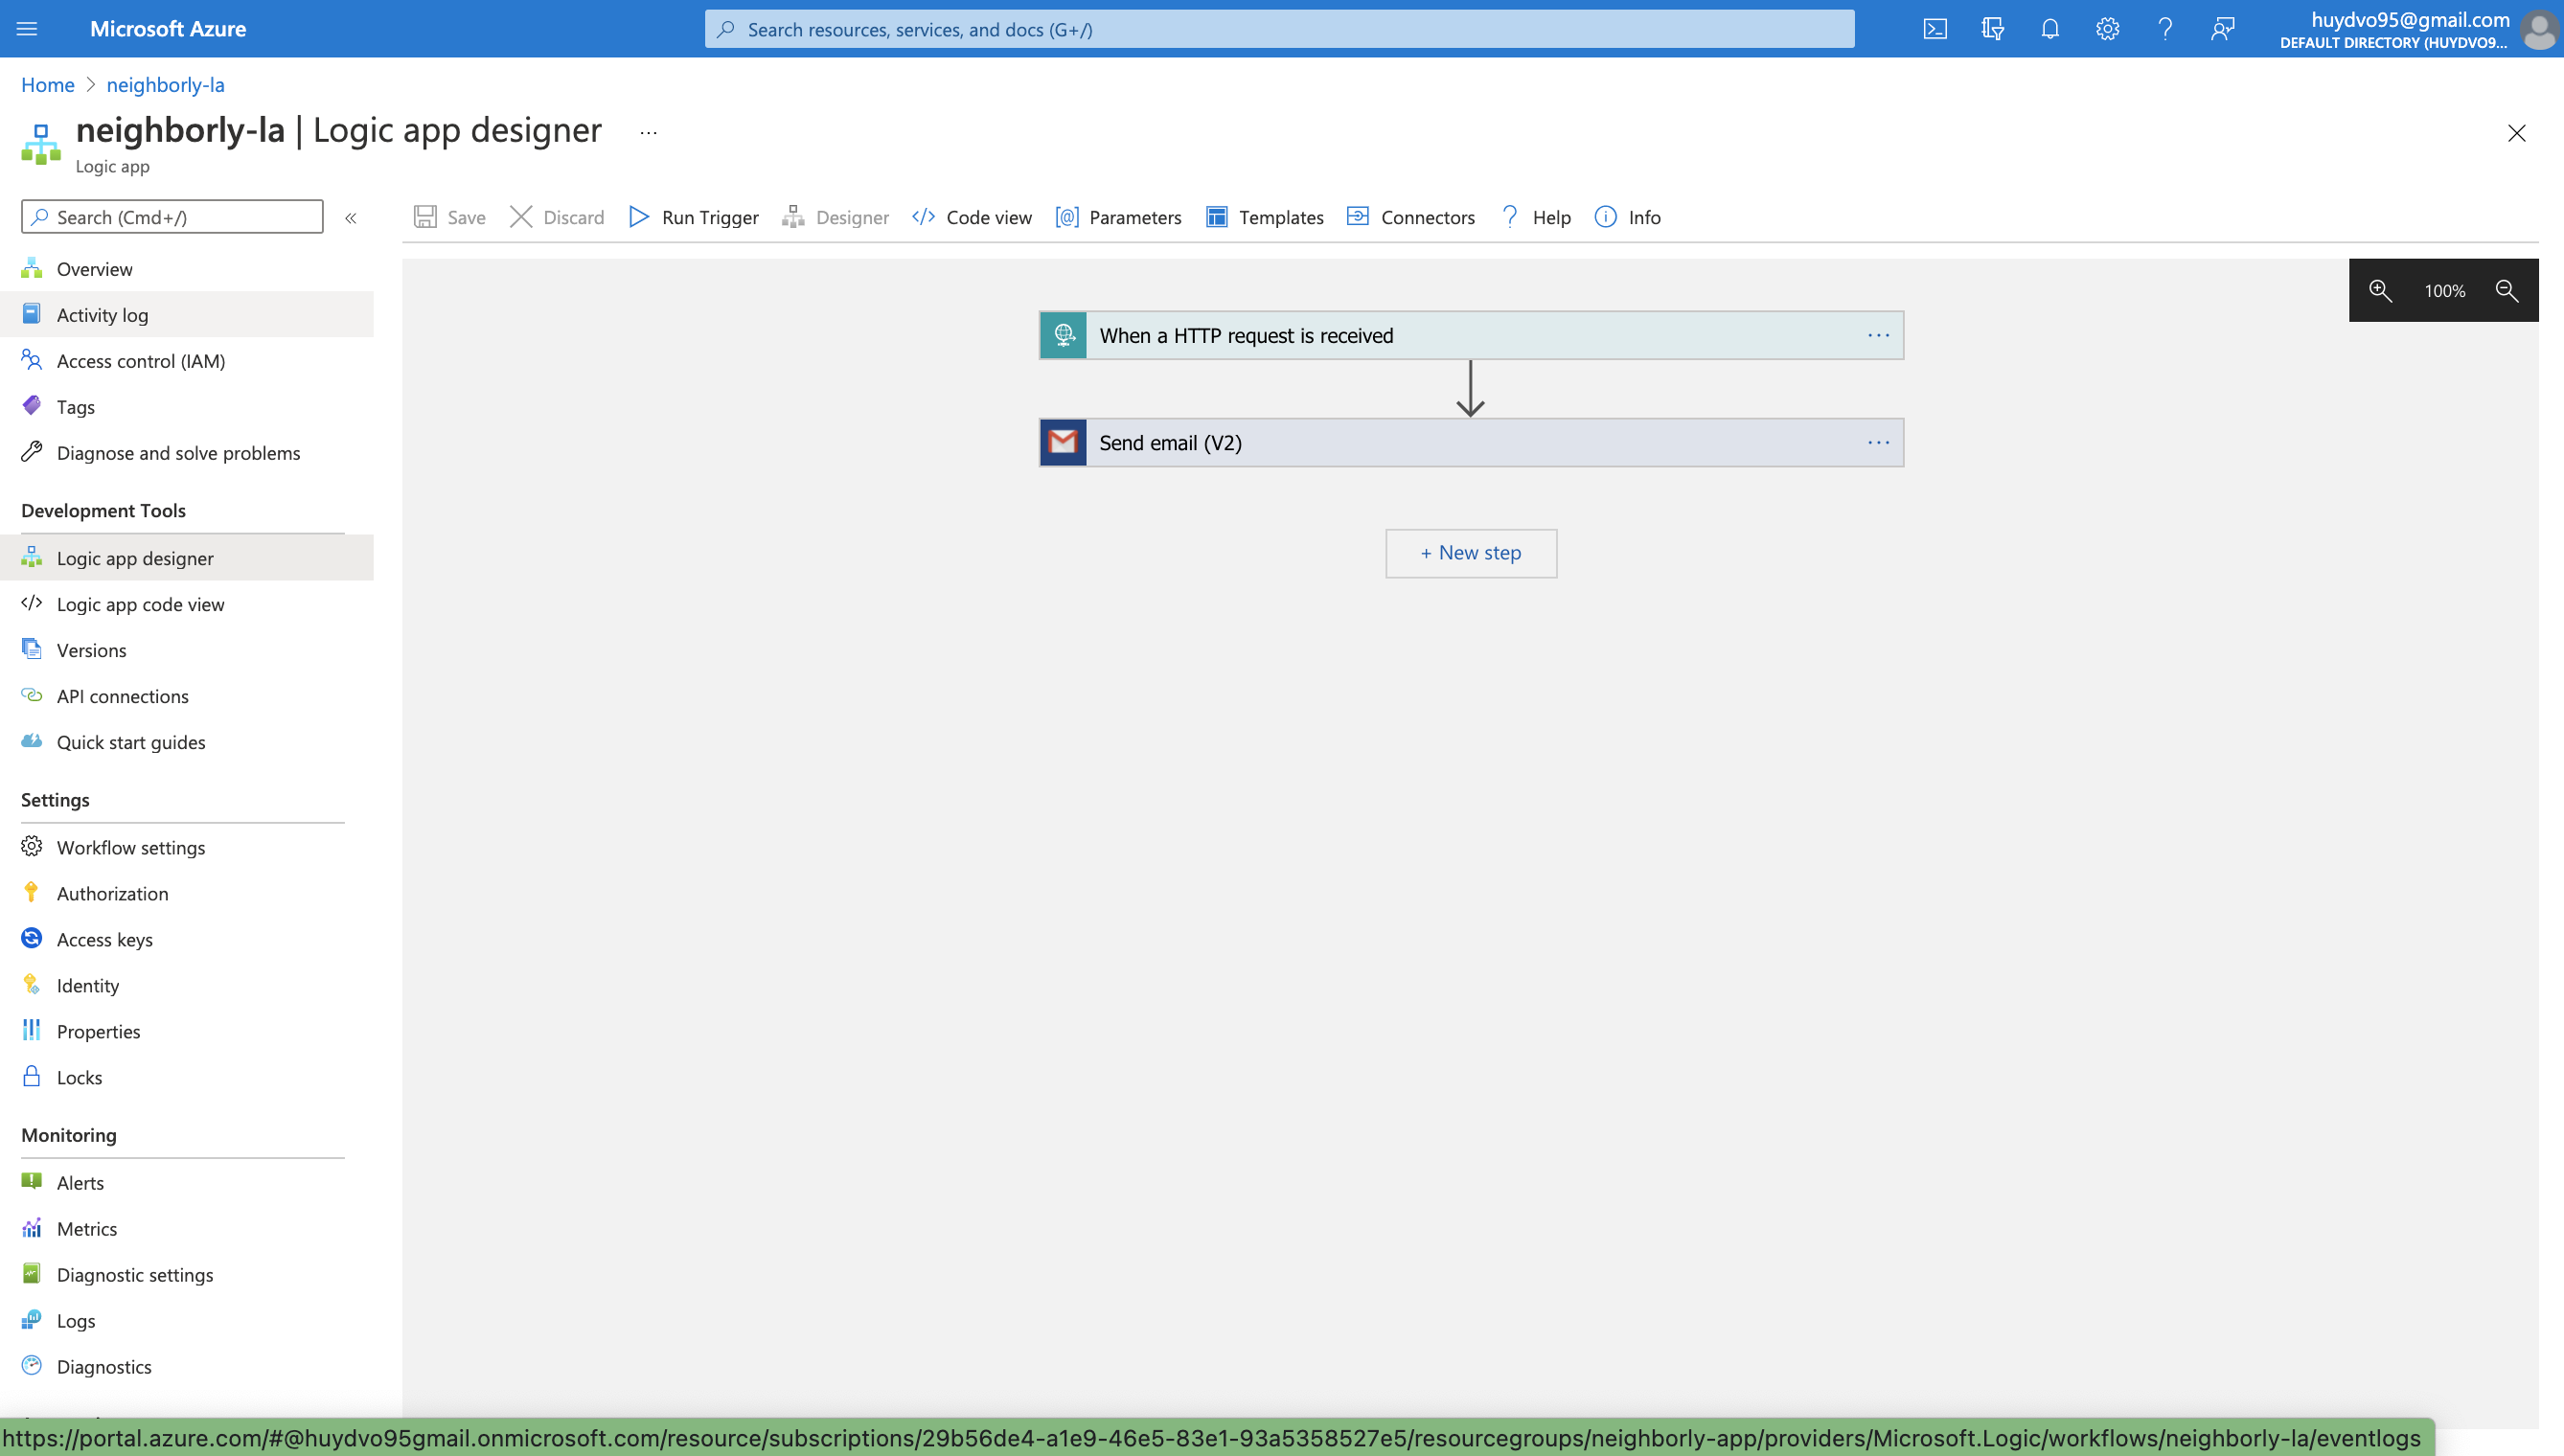 Microsoft Azure
Search resources, services, and docs (G+/)
huydvo95@gmail.com
DEFAULT DIRECTORY (HUYDVO9...
Home > neighborly-la
neighborly-la | Logic app designer ...
Logic app
Search (Cmd+/)
«
Save
Discard
Run Trigger
Designer
Code view
Parameters
Templates
Connectors
Help
Info
Overview
Activity log
Access control (IAM)
Tags
Diagnose and solve problems
Development Tools
Logic app designer
Logic app code view
Versions
API connections
Quick start guides
Settings
Workflow settings
Authorization
Access keys
Identity
Properties
Locks
Monitoring
Alerts
Metrics
Diagnostic settings
Logs
Diagnostics
When a HTTP request is received
Send email (V2)
+ New step
100%
https://portal.azure.com/#@huydvo95gmail.onmicrosoft.com/resource/subscriptions/29b56de4-a1e9-46e5-83e1-93a5358527e5/resourcegroups/neighborly-app/providers/Microsoft.Logic/workflows/neighborly-la/eventlogs